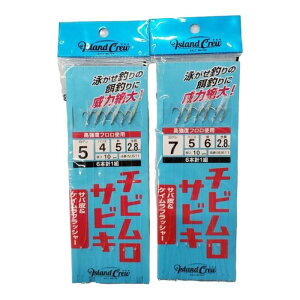 Island Crew
泳がせ釣りの
餌釣りに
威力絶大!
高強度フロロ使用
5 4 5 2.8
6本針1組
チビムロ
サビキ
サバ皮&
ケイムラフラッシャー
Island Crew
Island Crew
泳がせ釣りの
餌釣りに
威力絶大!
高強度フロロ使用
7 5 6 2.8
6本針1組
チビムロ
サビキ
サバ皮&
ケイムラフラッシャー
Island Crew